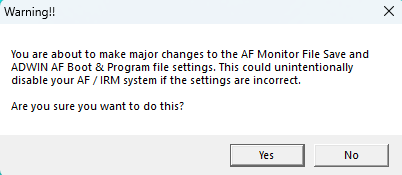 Warning!!
You are about to make major changes to the AF Monitor File Save and
ADWIN AF Boot & Program file settings. This could unintentionally
disable your AF / IRM system if the settings are incorrect.
Are you sure you want to do this?
Yes No